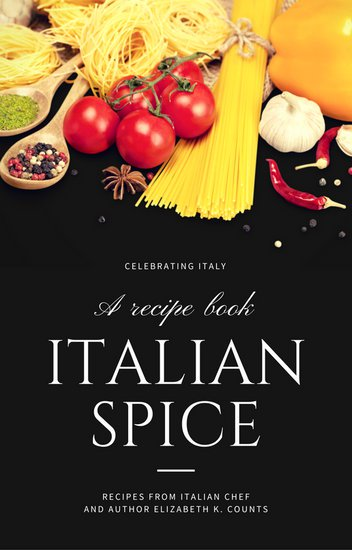 CELEBRATING ITALY
A recipe book
ITALIAN
SPICE
RECIPES FROM ITALIAN CHEF
AND AUTHOR ELIZABETH K. COUNTS